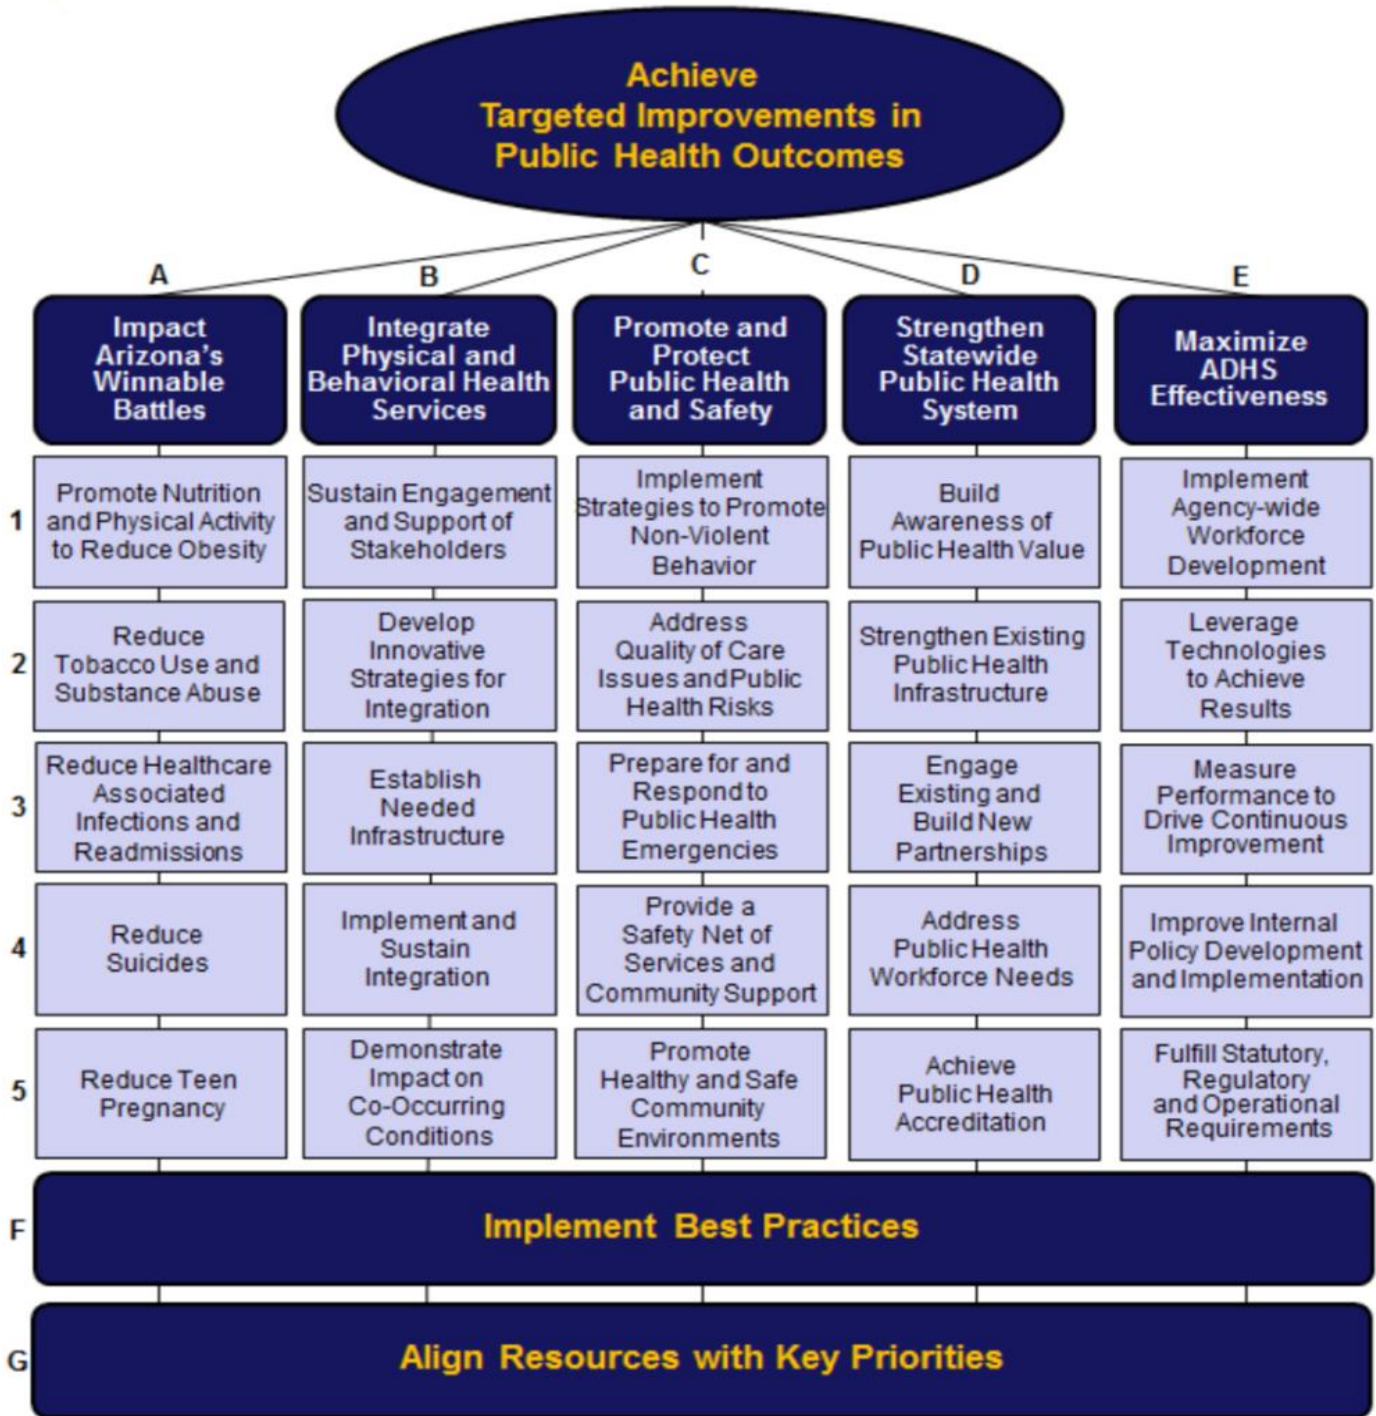 Achieve
Targeted Improvements in
Public Health Outcomes
A
B
C
D
E
Impact
Arizona's
Winnable
Battles
Integrate
Physical and
Behavioral Health
Services
Promote and
Protect
Public Health
and Safety
Strengthen
Statewide
Public Health
System
Maximize
ADHS
Effectiveness
1
Promote Nutrition
and Physical Activity
to Reduce Obesity
Sustain Engagement
and Support of
Stakeholders
Implement
Strategies to Promote
Non-Violent
Behavior
Build
Awareness of
Public Health Value
Implement
Agency-wide
Workforce
Development
2
Reduce
Tobacco Use and
Substance Abuse
Develop
Innovative
Strategies for
Integration
Address
Quality of Care
Issues and Public
Health Risks
Strengthen Existing
Public Health
Infrastructure
Leverage
Technologies
to Achieve
Results
3
Reduce Healthcare
Associated
Infections and
Readmissions
Establish
Needed
Infrastructure
Prepare for and
Respond to
Public Health
Emergencies
Engage
Existing and
Build New
Partnerships
Measure
Performance to
Drive Continuous
Improvement
4
Reduce
Suicides
Implement and
Sustain
Integration
Provide a
Safety Net of
Services and
Community Support
Address
Public Health
Workforce Needs
Improve Internal
Policy Development
and Implementation
5
Reduce Teen
Pregnancy
Demonstrate
Impact on
Co-Occurring
Conditions
Promote
Healthy and Safe
Community
Environments
Achieve
Public Health
Accreditation
Fulfill Statutory,
Regulatory
and Operational
Requirements
F
Implement Best Practices
G
Align Resources with Key Priorities